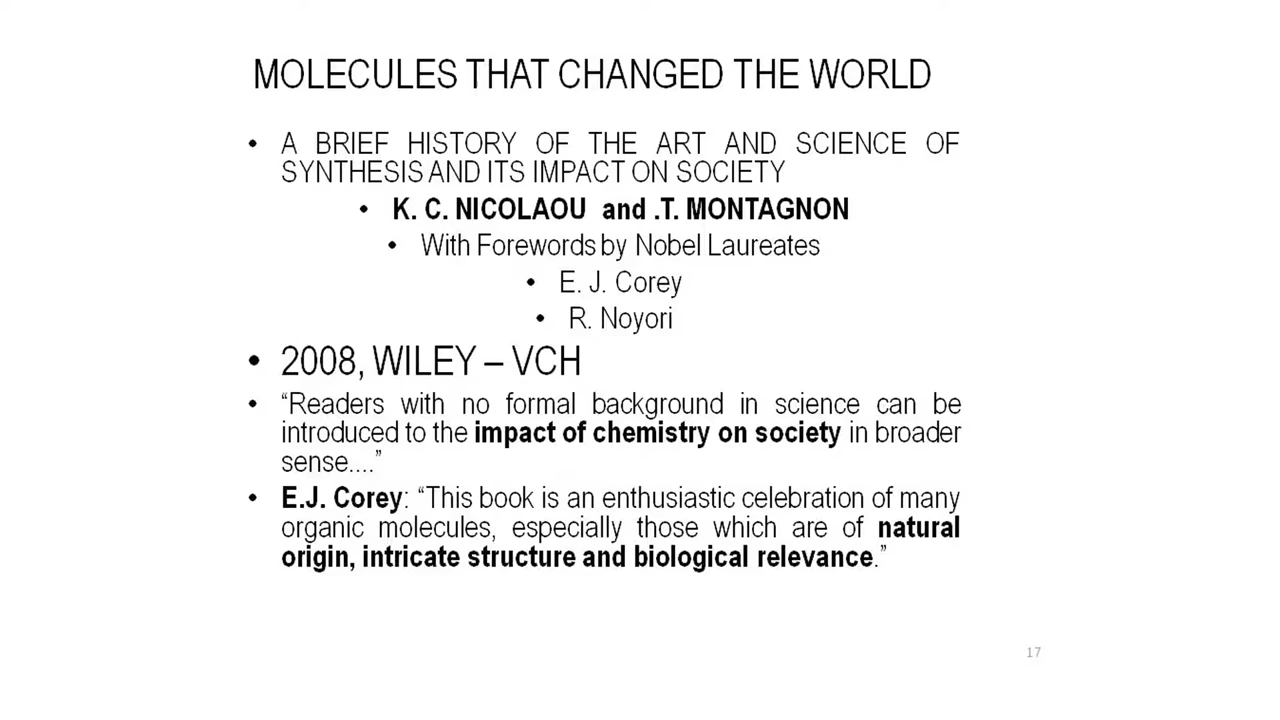 MOLECULES THAT CHANGED THE WORLD
• A BRIEF HISTORY OF THE ART AND SCIENCE OF
SYNTHESIS AND ITS IMPACT ON SOCIETY
• K. C. NICOLAOU and .T. MONTAGNON
• With Forewords by Nobel Laureates
• E. J. Corey
• R. Noyori
• 2008, WILEY – VCH
• “Readers with no formal background in science can be
introduced to the impact of chemistry on society in broader
sense....”
• E.J. Corey: “This book is an enthusiastic celebration of many
organic molecules, especially those which are of natural
origin, intricate structure and biological relevance.”
17